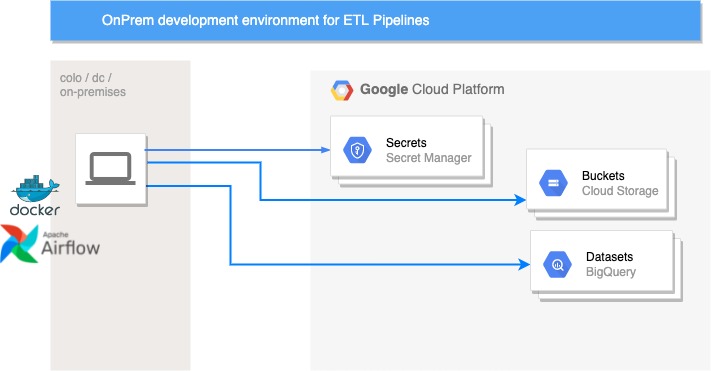 OnPrem development environment for ETL Pipelines
colo / dc /
on-premises
Google Cloud Platform
Secrets
Secret Manager
Buckets
Cloud Storage
docker
Apache
Airflow
Datasets
BigQuery